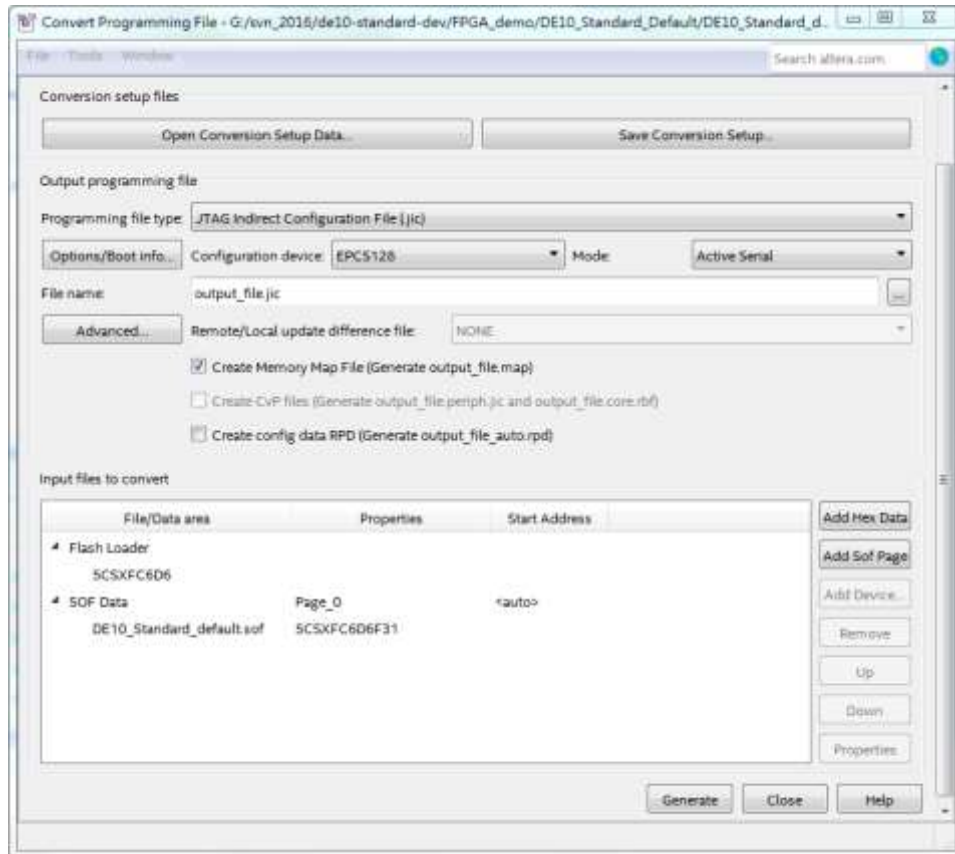 Convert Programming File - G:/svn_2016/de10-standard-dev/FPGA_demo/DE10_Standard_Default/DE10_Standard_d...
File Tools Window Search altera.com
Conversion setup files
Open Conversion Setup Data... Save Conversion Setup...
Output programming file
Programming file type: JTAG Indirect Configuration File (.jic)
Options/Boot info... Configuration device: EPCS128 Mode: Active Serial
File name: output_file.jic ...
Advanced... Remote/Local update difference file: NONE
Create Memory Map File (Generate output_file.map)
Create CvP files (Generate output_file.periph.jic and output_file.core.rbf)
Create config data RPD (Generate output_file_auto.rpd)
Input files to convert
File/Data area Properties Start Address Add Hex Data
Flash Loader Add Sof Page
5CSXFC6D6
SOF Data Page_0 <auto> Add Device...
DE10_Standard_default.sof 5CSXFC6D6F31 Remove
Up
Down
Properties
Generate Close Help